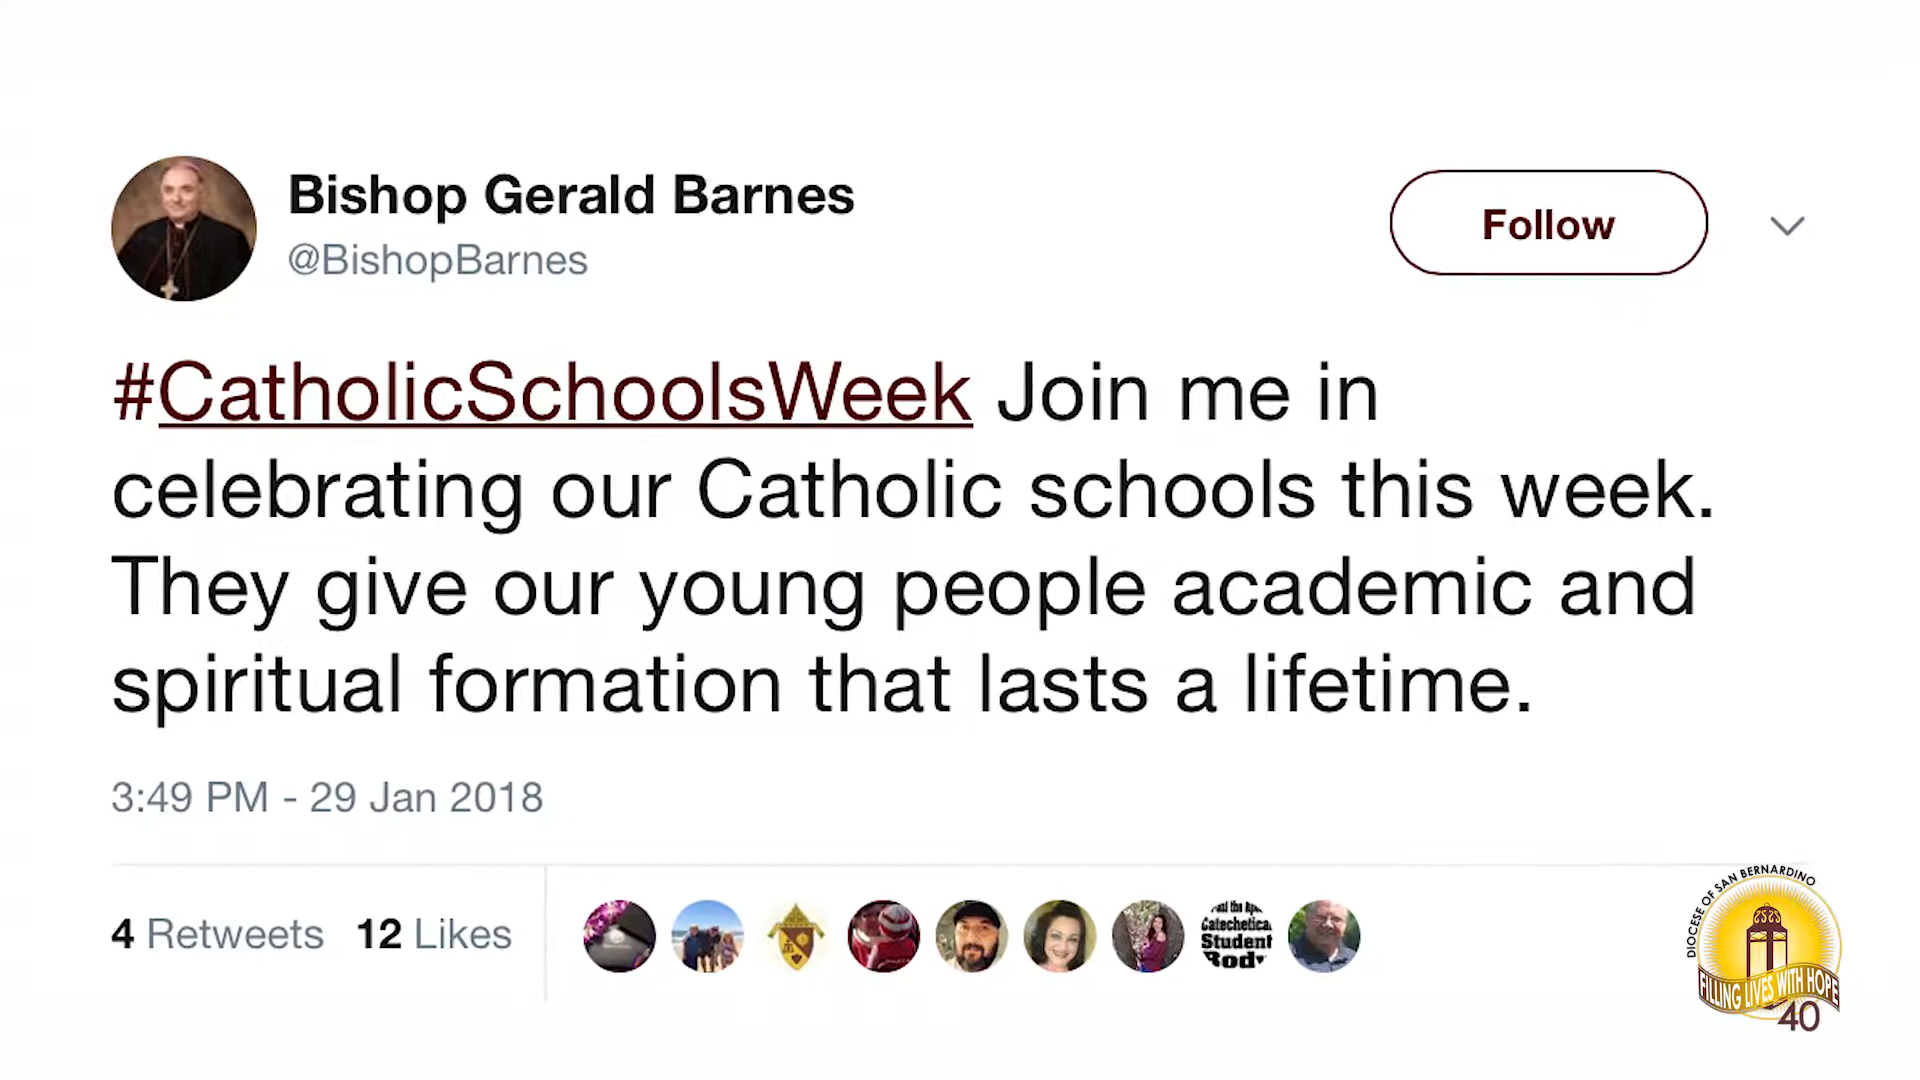 Bishop Gerald Barnes
@BishopBarnes
Follow
#CatholicSchoolsWeek Join me in
celebrating our Catholic schools this week.
They give our young people academic and
spiritual formation that lasts a lifetime.
3:49 PM - 29 Jan 2018
4 Retweets 12 Likes
Catechetical
Student
Body
DIOCESE OF SAN BERNARDINO
FILLING LIVES WITH HOPE
40